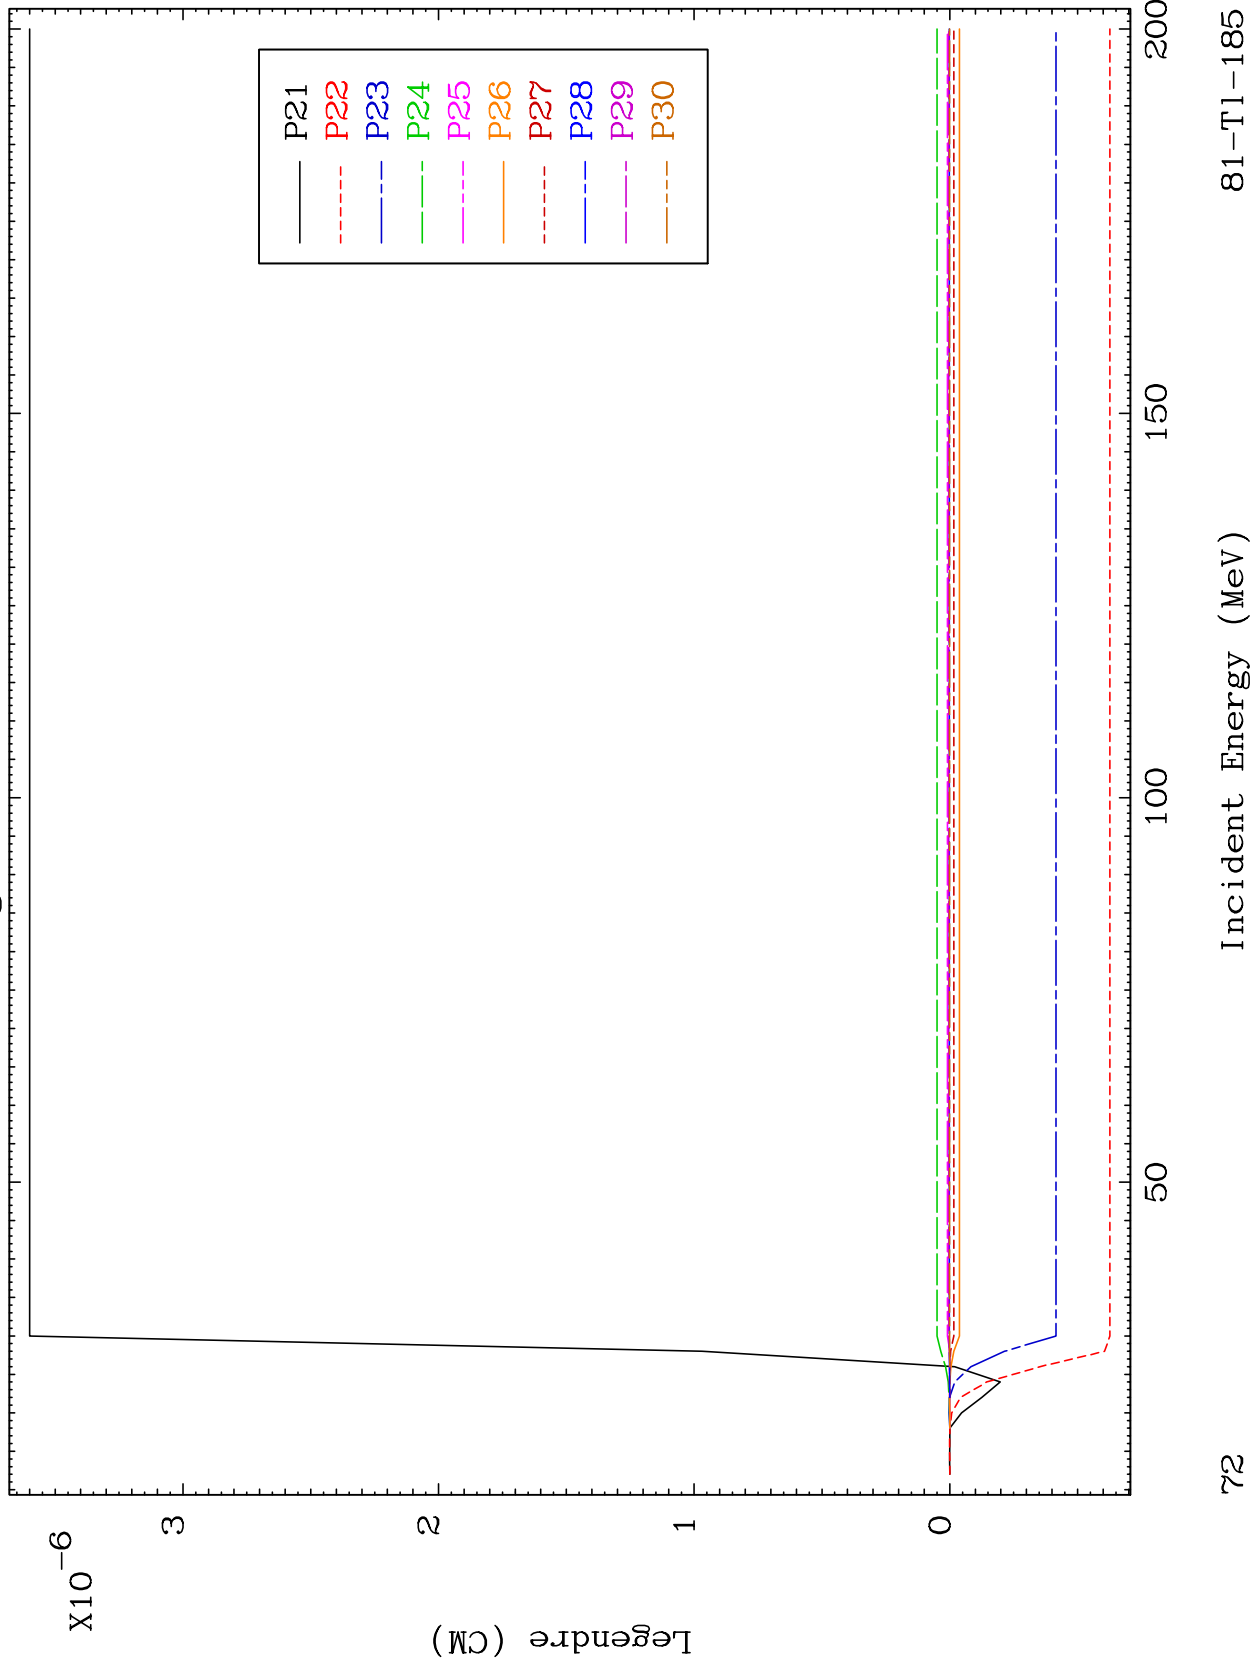 X10-6
3
2
1
0
Legendre (CM)
P21
P22
P23
P24
P25
P26
P27
P28
P29
P30
50
100
150
200
72
Incident Energy (MeV)
81-Tl-185